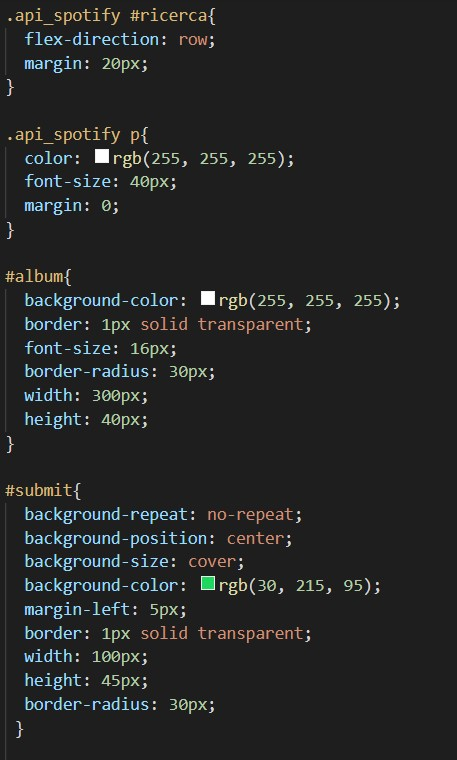 .api_spotify #ricerca{
  flex-direction: row;
  margin: 20px;
}

.api_spotify p{
  color: rgb(255, 255, 255);
  font-size: 40px;
  margin: 0;
}

#album{
  background-color: rgb(255, 255, 255);
  border: 1px solid transparent;
  font-size: 16px;
  border-radius: 30px;
  width: 300px;
  height: 40px;
}

#submit{
  background-repeat: no-repeat;
  background-position: center;
  background-size: cover;
  background-color: rgb(30, 215, 95);
  margin-left: 5px;
  border: 1px solid transparent;
  width: 100px;
  height: 45px;
  border-radius: 30px;
 }